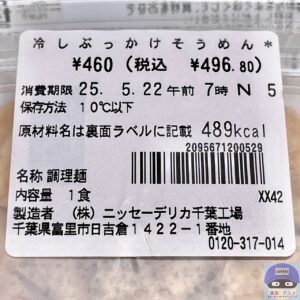 冷しぶっかけそうめん*
¥460 (税込 ¥496.80)
消費期限 25. 5.22 午前 7時 N 5
保存方法 10℃以下
原材料名は裏面ラベルに記載 489kcal
2095671200529
名称 調理麺
内容量 1食 XX42
製造者 (株) ニッセーデリカ千葉工場
千葉県富里市日吉倉1422-1番地
0120-317-014